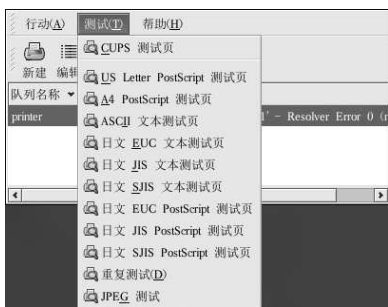 行动(A) 测试(T) 帮助(H)
新建 编辑
队列名称
printer
1' - Resolver Error 0 (n
CUPS 测试页
US Letter PostScript 测试页
A4 PostScript 测试页
ASCII 文本测试页
日文 EUC 文本测试页
日文 JIS 文本测试页
日文 SJIS 文本测试页
日文 EUC PostScript 测试页
日文 JIS PostScript 测试页
日文 SJIS PostScript 测试页
重复测试(D)
JPEG 测试